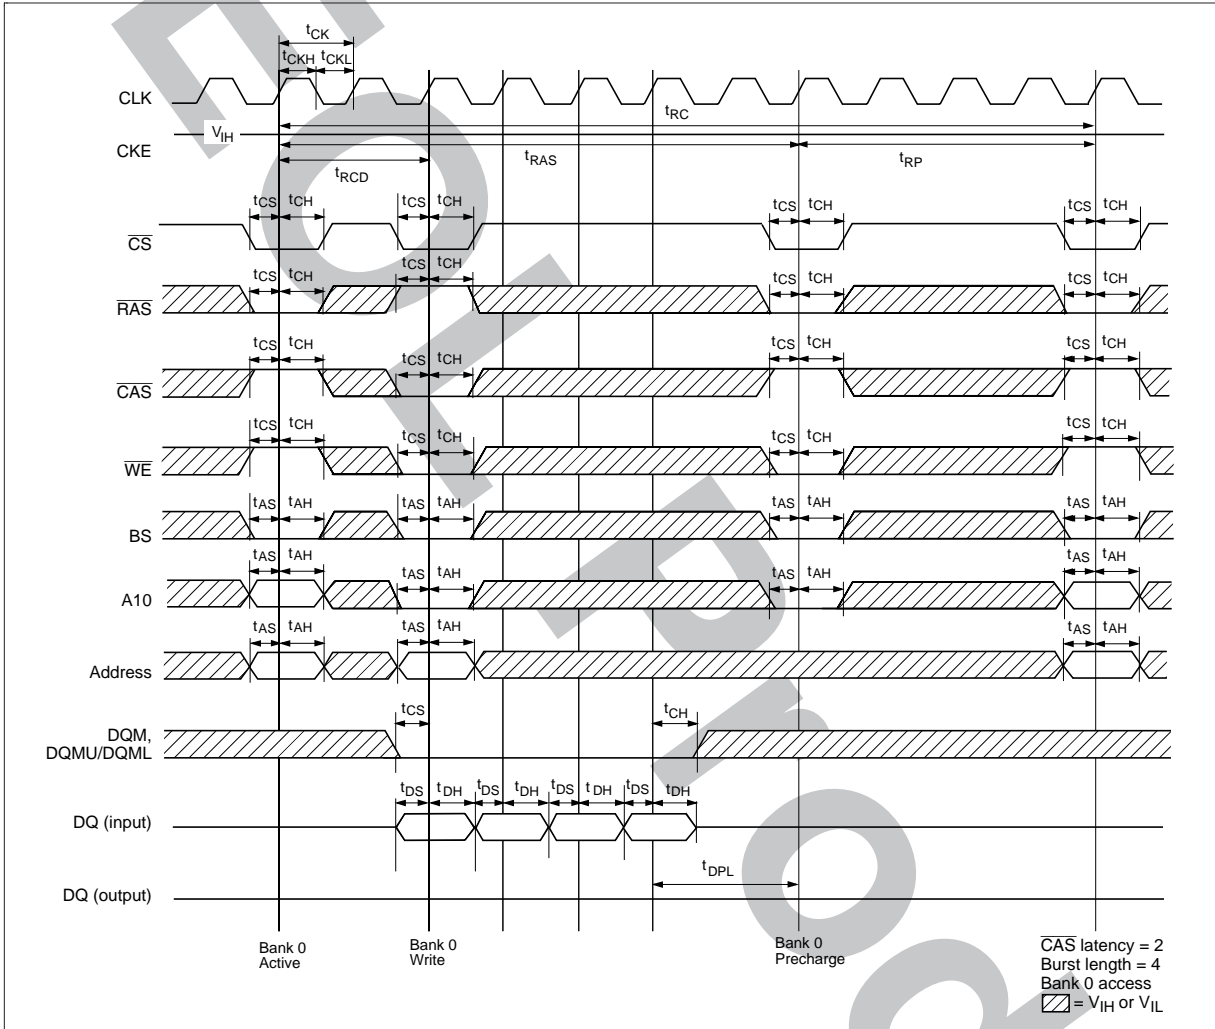 tCK
tCKH tCKL
CLK
tRC
VIH
CKE
tRAS tRP
tRCD
tCS tCH tCS tCH tCS tCH tCS tCH
CS
tCS tCH tCS tCH tCS tCH tCS tCH
RAS
tCS tCH tCS tCH tCS tCH tCS tCH
CAS
tCS tCH tCS tCH tCS tCH tCS tCH
WE
tAS tAH tAS tAH tAS tAH tAS tAH
BS
tAS tAH tAS tAH tAS tAH tAS tAH
A10
tAS tAH tAS tAH tAS tAH
Address
tCS tCH
DQM,
DQMU/DQML
tDS tDH tDS tDH tDS tDH tDS tDH
DQ (input)
tDPL
DQ (output)
Bank 0
Active
Bank 0
Write
Bank 0
Precharge
CAS latency = 2
Burst length = 4
Bank 0 access
= VIH or VIL
EOL Prod